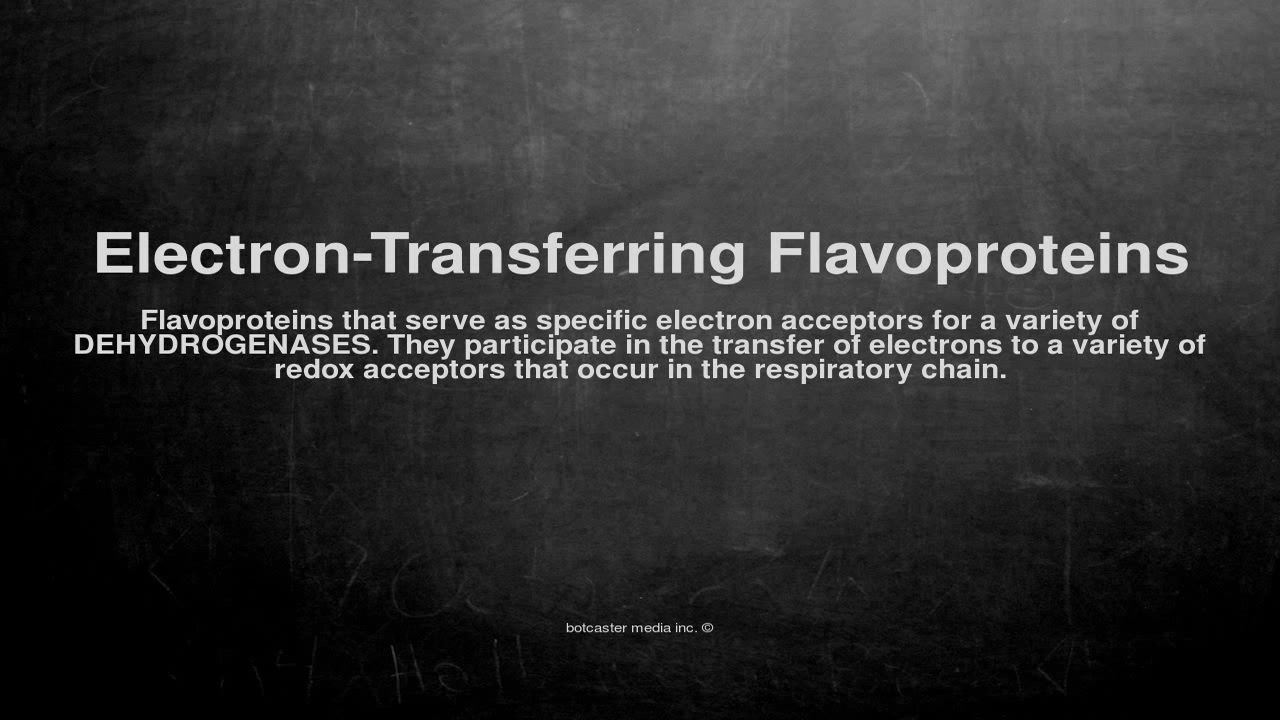 Electron-Transferring Flavoproteins
Flavoproteins that serve as specific electron acceptors for a variety of
DEHYDROGENASES. They participate in the transfer of electrons to a variety of
redox acceptors that occur in the respiratory chain.
botcaster media inc. ©